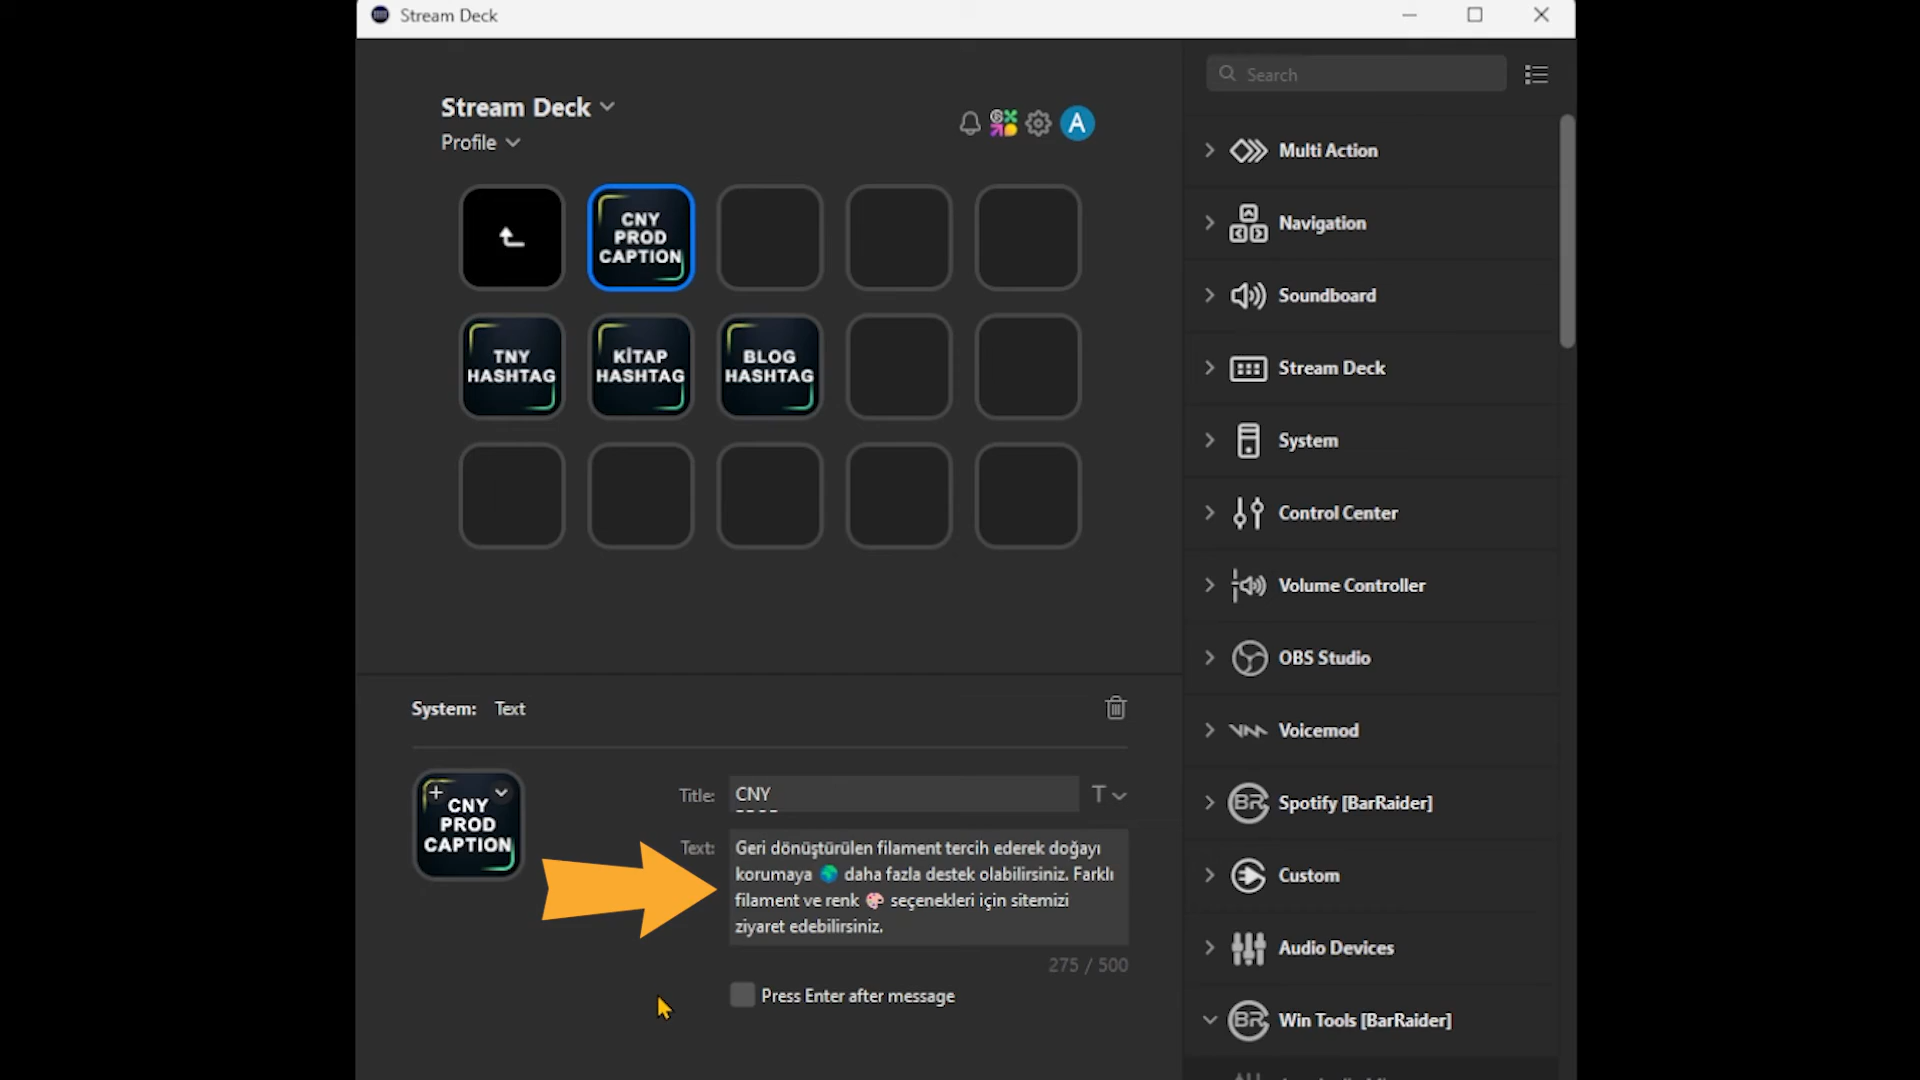 Stream Deck
Search
Stream Deck
Profile
A
CNY
PROD
CAPTION
TNY
HASHTAG
KİTAP
HASHTAG
BLOG
HASHTAG
Multi Action
Navigation
Soundboard
Stream Deck
System
Control Center
Volume Controller
OBS Studio
Voicemod
BR Spotify [BarRaider]
Custom
Audio Devices
BR Win Tools [BarRaider]
System: Text
CNY
PROD
CAPTION
Title: CNY
T
Text: Geri dönüştürülen filament tercih ederek doğayı
korumaya 🌍 daha fazla destek olabilirsiniz. Farklı
filament ve renk 🎨 seçenekleri için sitemizi
ziyaret edebilirsiniz.
275 / 500
Press Enter after message